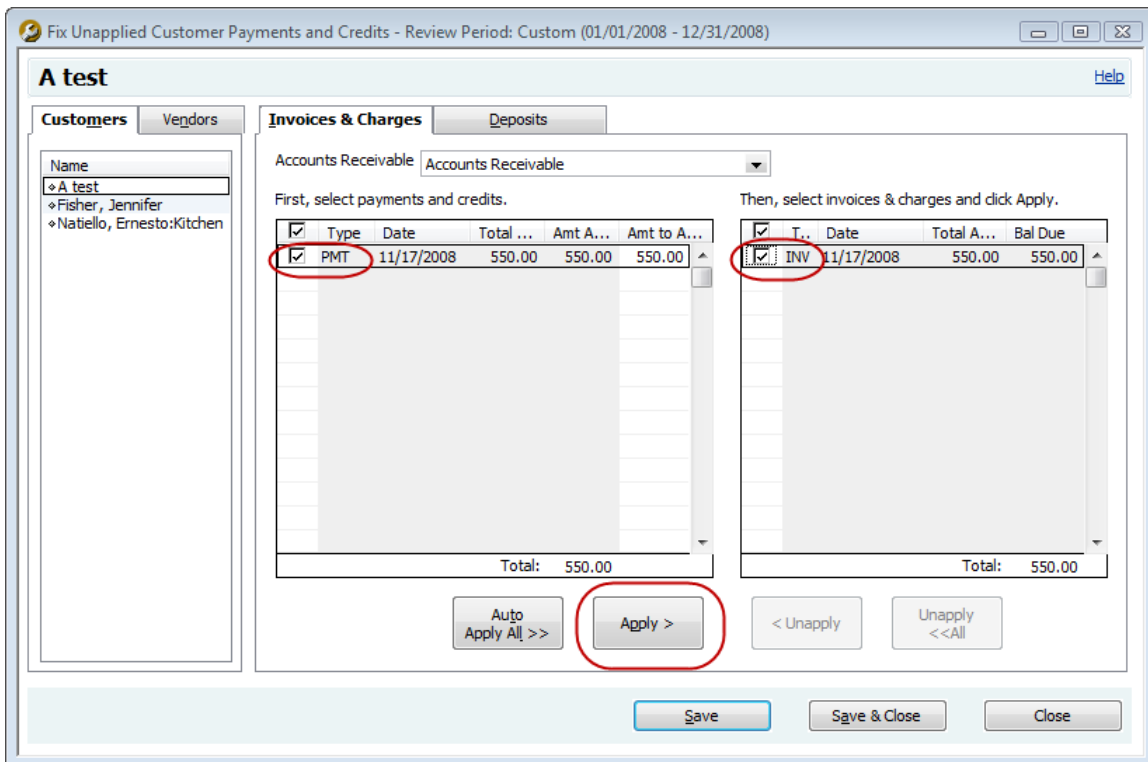 Fix Unapplied Customer Payments and Credits - Review Period: Custom (01/01/2008 - 12/31/2008)
A test
Help
Customers Vendors
Invoices & Charges Deposits
Name
A test
Fisher, Jennifer
Natiello, Ernesto:Kitchen
Accounts Receivable Accounts Receivable
First, select payments and credits.
Type Date Total ... Amt A... Amt to A...
PMT 11/17/2008 550.00 550.00 550.00
Total: 550.00
Then, select invoices & charges and click Apply.
T.. Date Total A... Bal Due
INV 11/17/2008 550.00 550.00
Total: 550.00
Auto
Apply All >>
Apply >
< Unapply
Unapply
<<All
Save Save & Close Close